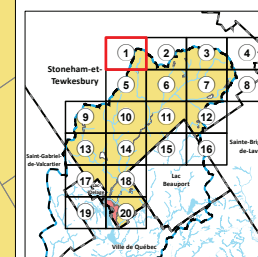 1 2 3 4
Stoneham-et-
Tewkesbury
5 6 7 8
9 10 11 12
Sainte-Bri
de-Lav
13 14 15 16
Saint-Gabriel-
de-Valcartier
Lac
Beauport
17 18
19 20
Ville de Québec